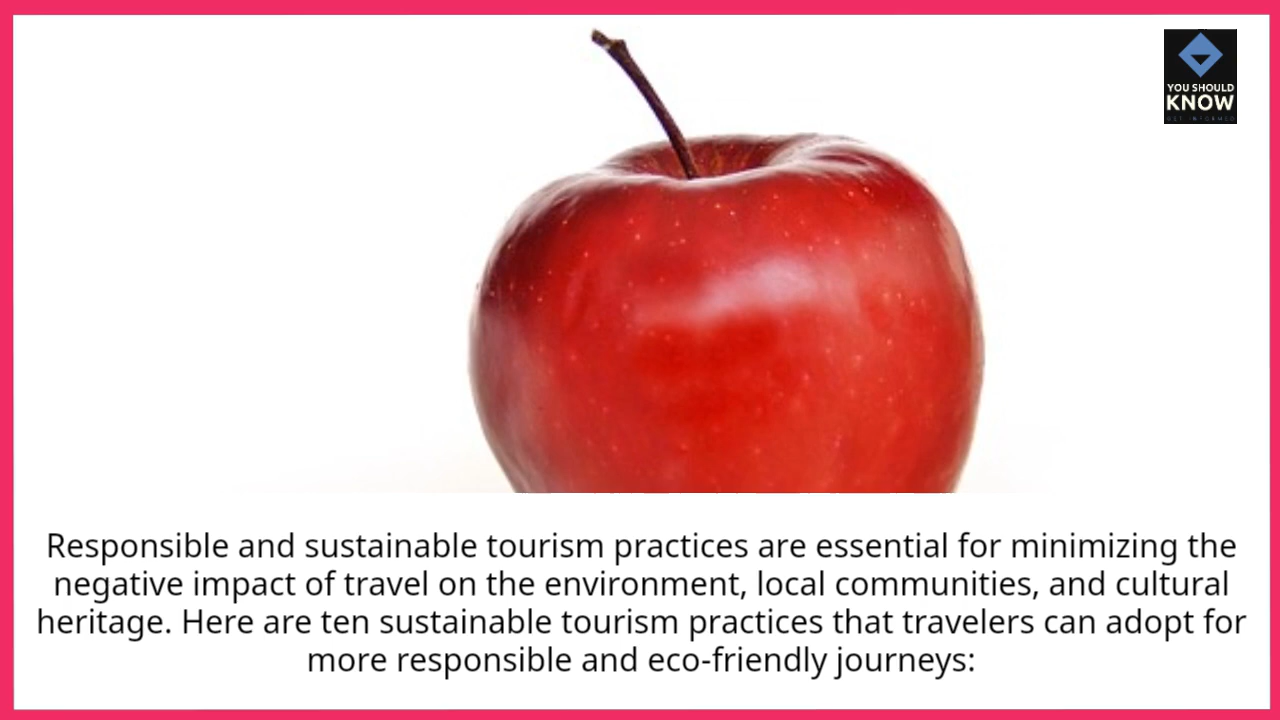 YOU SHOULD
KNOW
GET INFORMED
Responsible and sustainable tourism practices are essential for minimizing the
negative impact of travel on the environment, local communities, and cultural
heritage. Here are ten sustainable tourism practices that travelers can adopt for
more responsible and eco-friendly journeys: